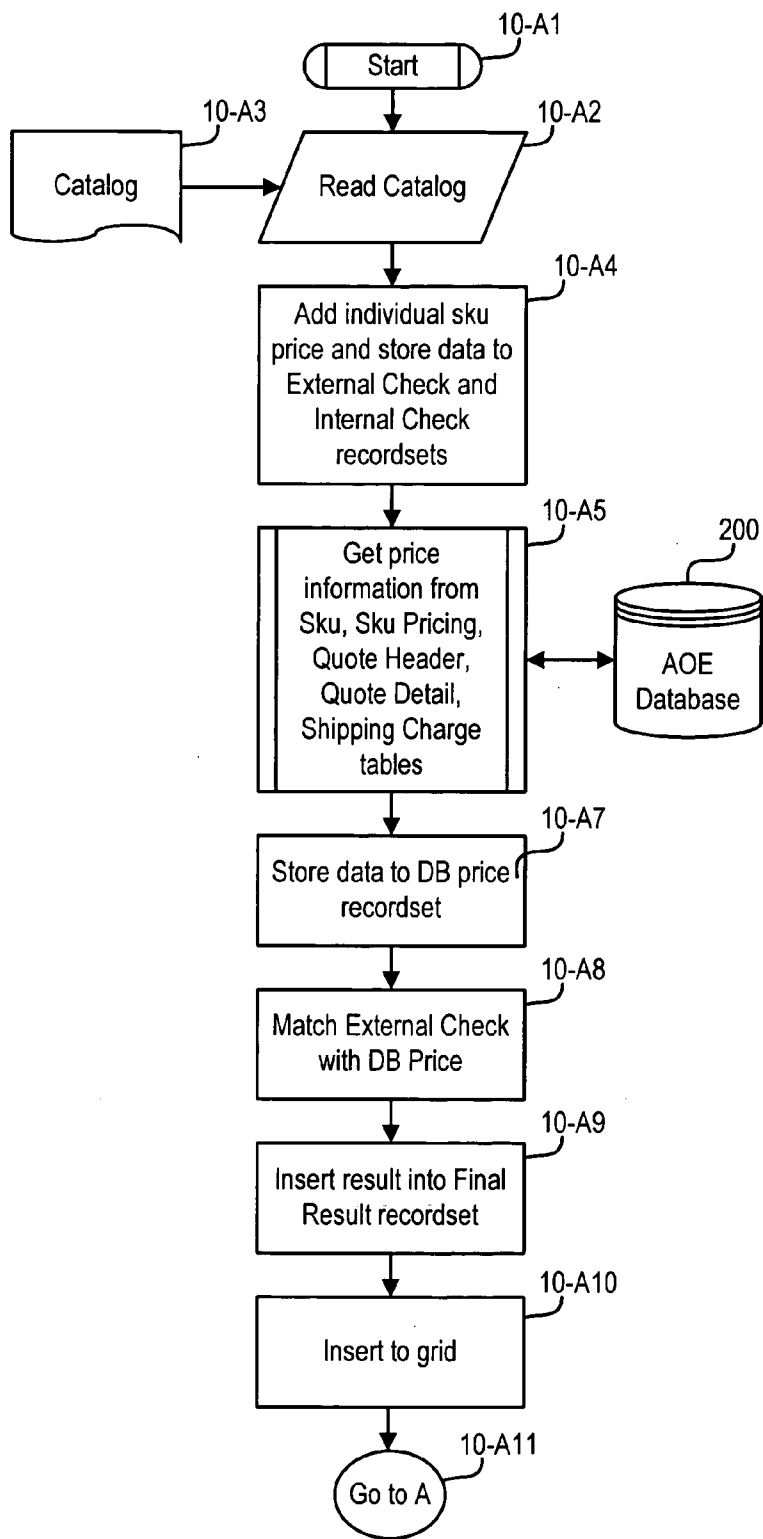 10-A1
Start
10-A3
10-A2
Catalog
Read Catalog
10-A4
Add individual sku
price and store data to
External Check and
Internal Check
recordsets
10-A5
Get price
information from
Sku, Sku Pricing,
Quote Header,
Quote Detail,
Shipping Charge
tables
200
AOE
Database
10-A7
Store data to DB price
recordset
10-A8
Match External Check
with DB Price
10-A9
Insert result into Final
Result recordset
10-A10
Insert to grid
10-A11
Go to A